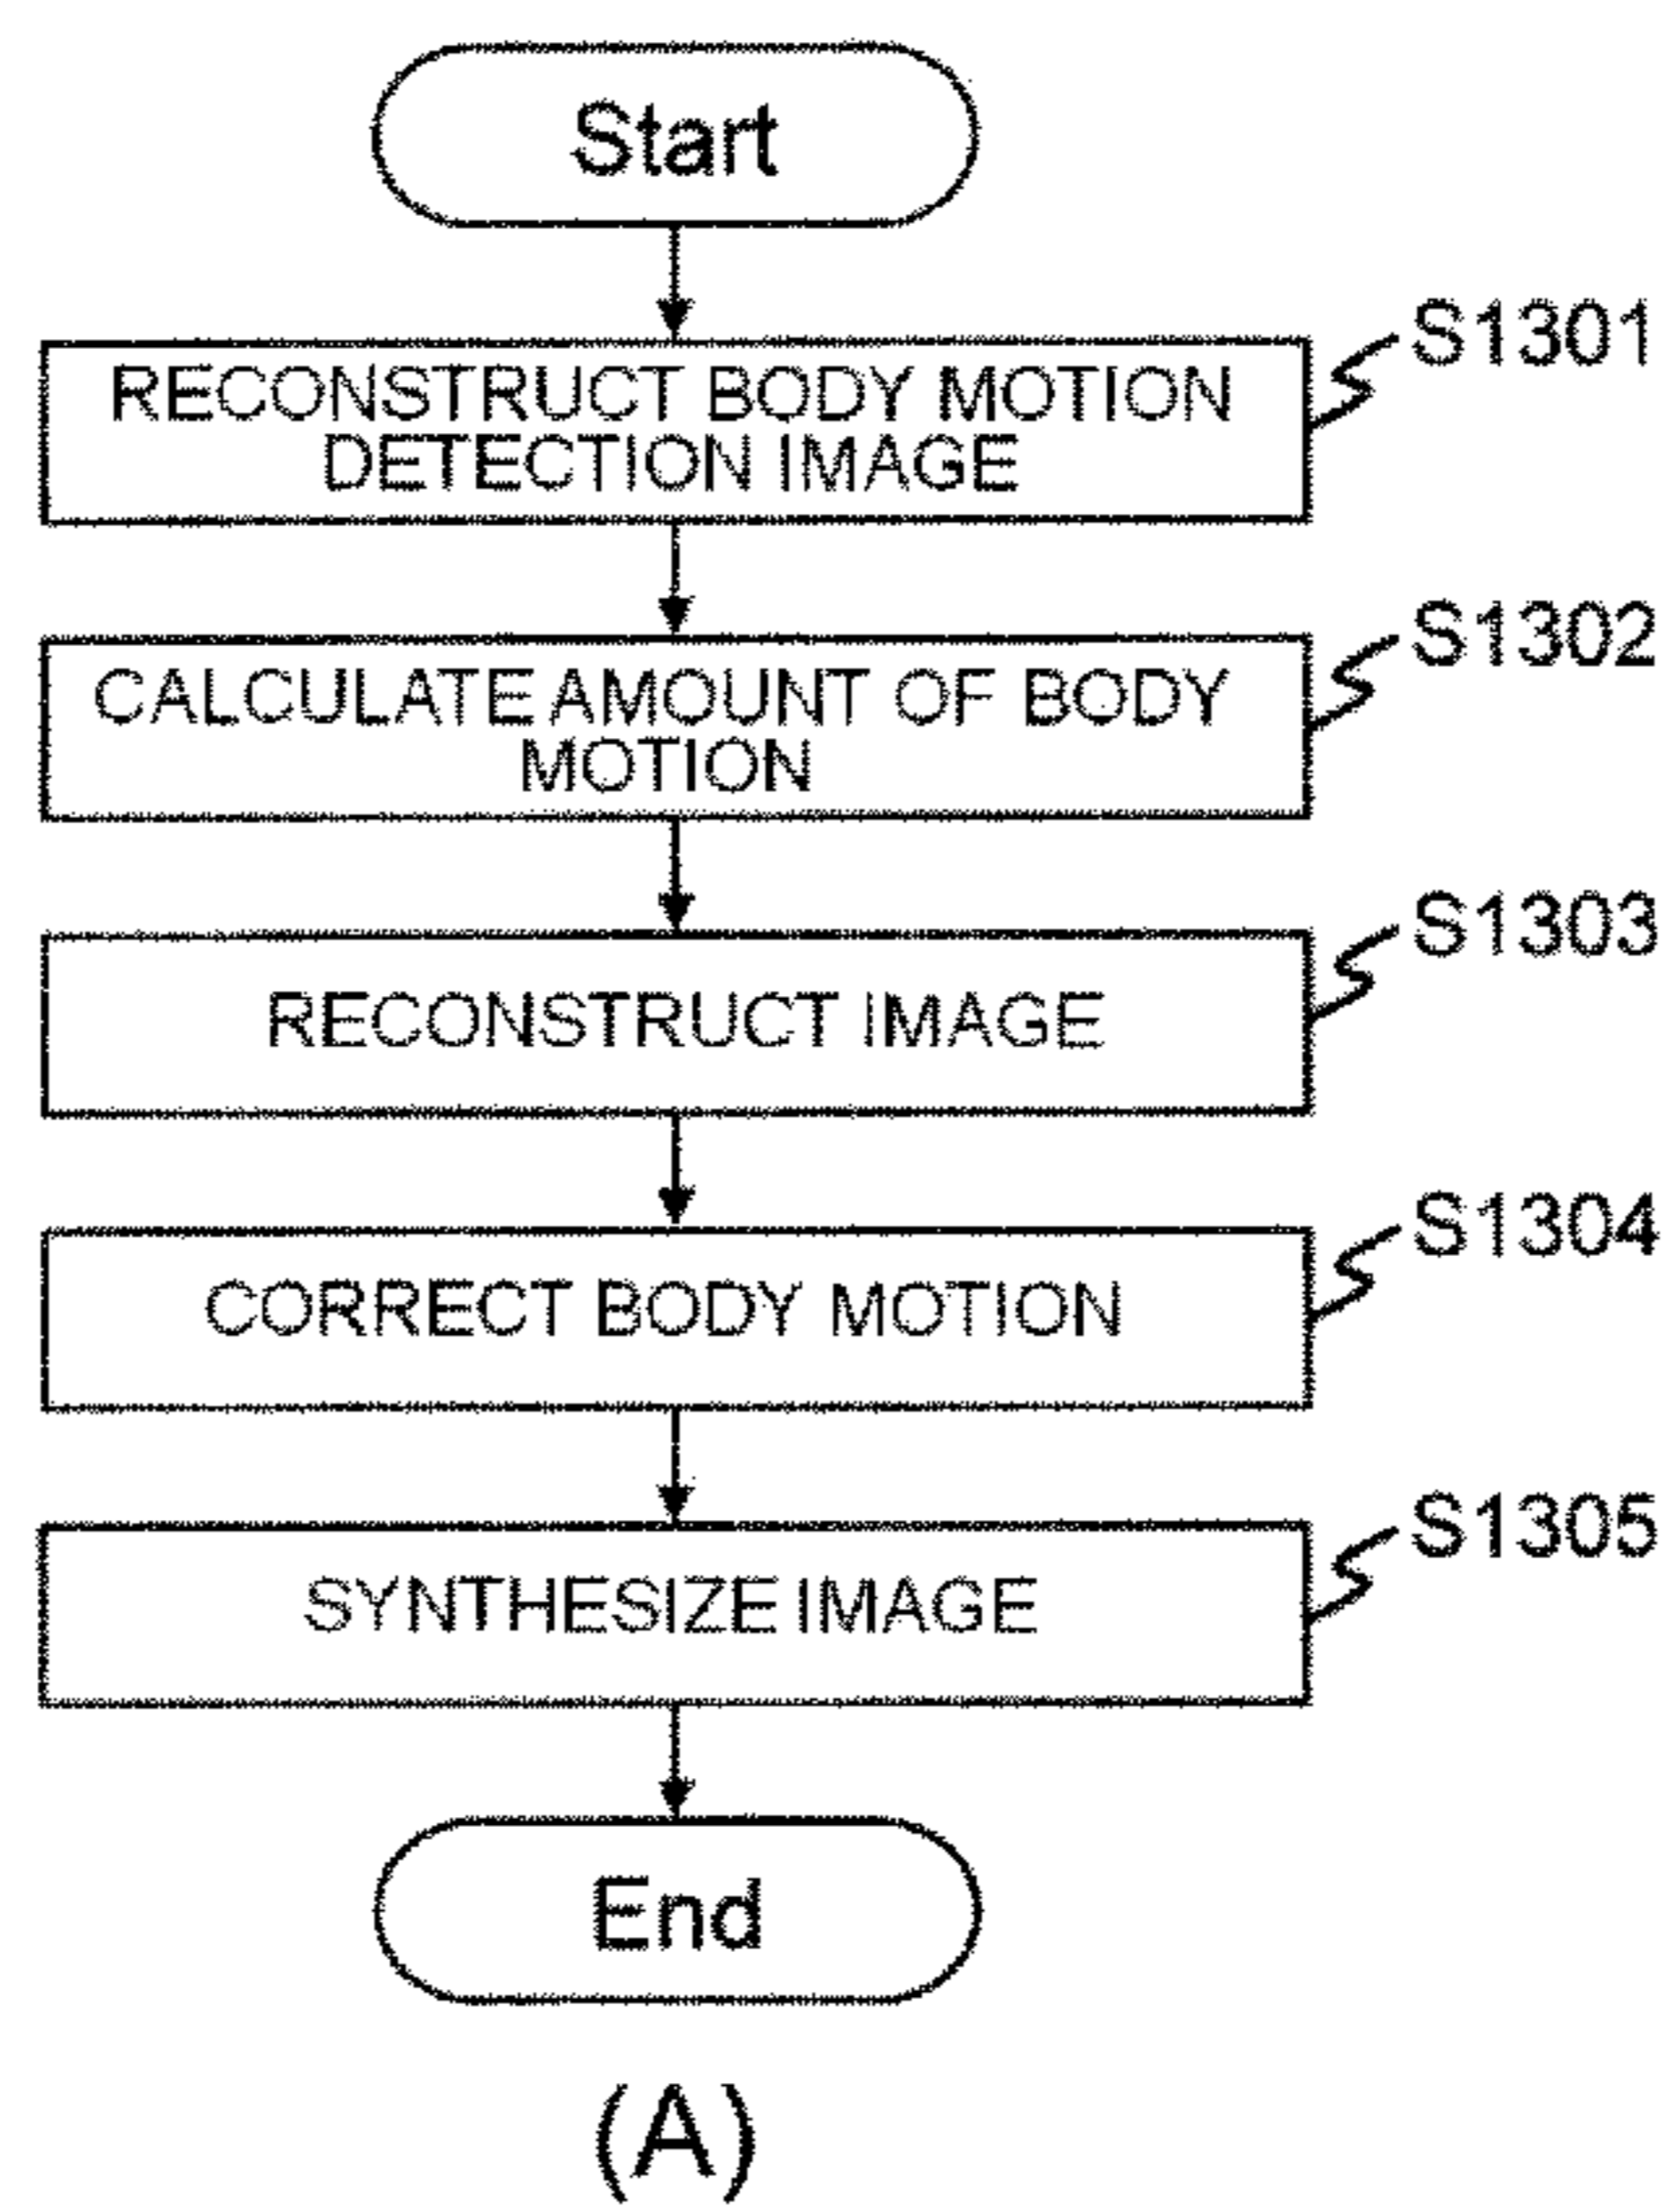 Start
S1301
RECONSTRUCT BODY MOTION
DETECTION IMAGE
S1302
CALCULATE AMOUNT OF BODY
MOTION
S1303
RECONSTRUCT IMAGE
S1304
CORRECT BODY MOTION
S1305
SYNTHESIZE IMAGE
End
(A)